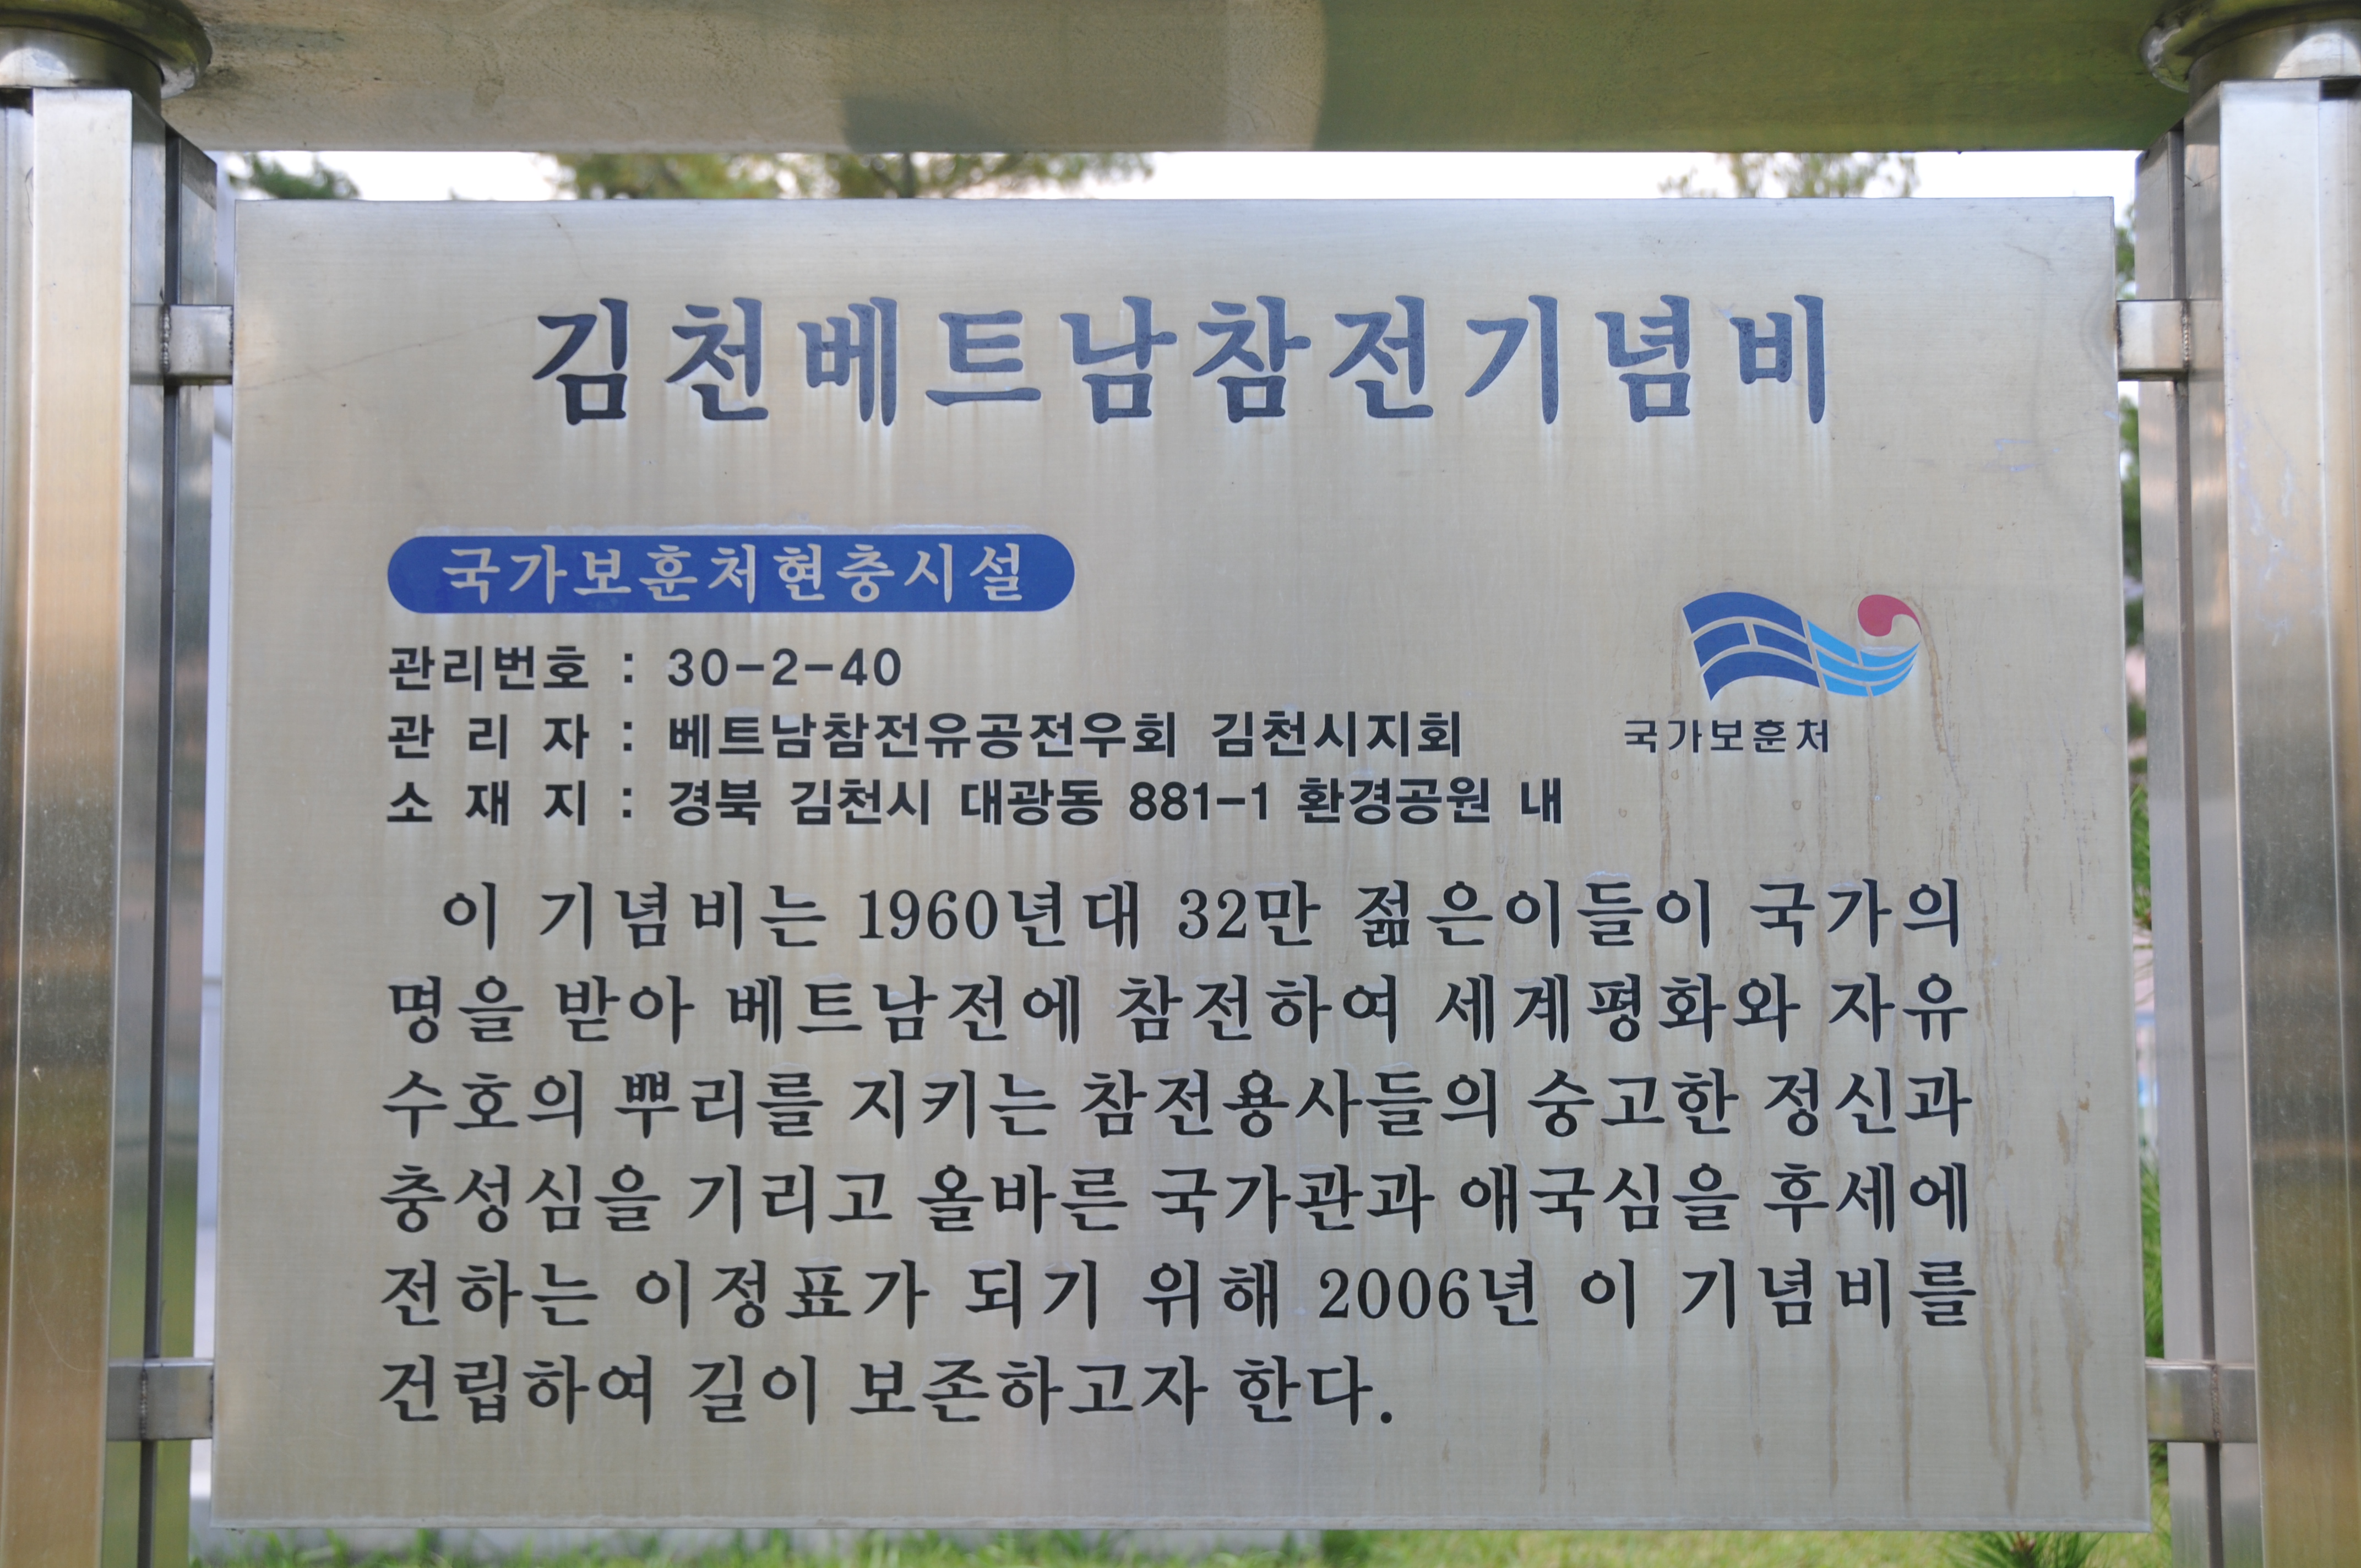 김천베트남참전기념비
국가보훈처현충시설
관리번호 : 30-2-40
관 리 자 : 베트남참전유공전우회 김천시지회
소 재 지 : 경북 김천시 대광동 881-1 환경공원 내
국가보훈처
이 기념비는 1960년대 32만 젊은이들이 국가의
명을 받아 베트남전에 참전하여 세계평화와 자유
수호의 뿌리를 지키는 참전용사들의 숭고한 정신과
충성심을 기리고 올바른 국가관과 애국심을 후세에
전하는 이정표가 되기 위해 2006년 이 기념비를
건립하여 길이 보존하고자 한다.